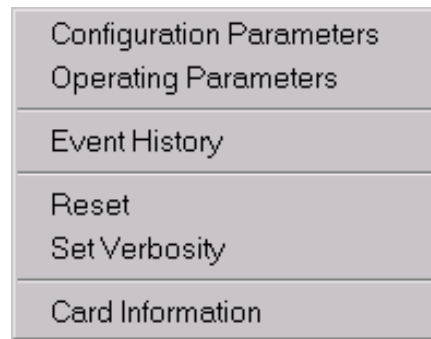 Configuration Parameters
Operating Parameters
Event History
Reset
Set Verbosity
Card Information